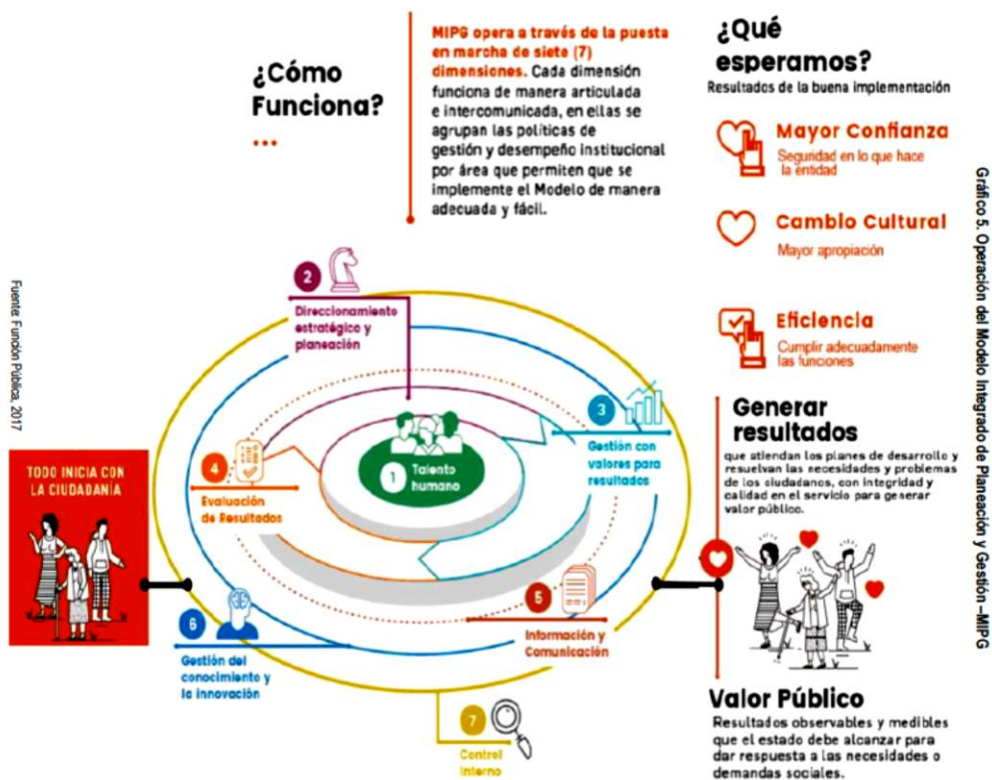 ¿Cómo
Funciona?
...
MIPG opera a través de la puesta
en marcha de siete (7)
dimensiones. Cada dimensión
funciona de manera articulada
e intercomunicada, en ellas se
agrupan las políticas de
gestión y desempeño institucional
por área que permiten que se
implemente el Modelo de manera
adecuada y fácil.
¿Qué
esperamos?
Resultados de la buena implementación
Mayor Confianza
Seguridad en lo que hace
la entidad
Cambio Cultural
Mayor apropiación
Eficiencia
Cumplir adecuadamente
las funciones
Generar
resultados
que atiendan los planes de desarrollo y
resuelvan las necesidades y problemas
de los ciudadanos, con integridad y
calidad en el servicio para generar
valor público.
Valor Público
Resultados observables y medibles
que el estado debe alcanzar para
dar respuesta a las necesidades o
demandas sociales.
2
Direccionamiento
estratégico y
planeación
3
Gestión con
valores para
resultados
1 Talento
humano
4
Evaluación
de Resultados
5
Información y
Comunicación
6
Gestión del
conocimiento y
la innovación
7
Control
Interno
TODO INICIA CON
LA CIUDADANÍA
Fuente: Función Pública, 2017
Gráfico 5. Operación del Modelo Integrado de Planeación y Gestión –MIPG